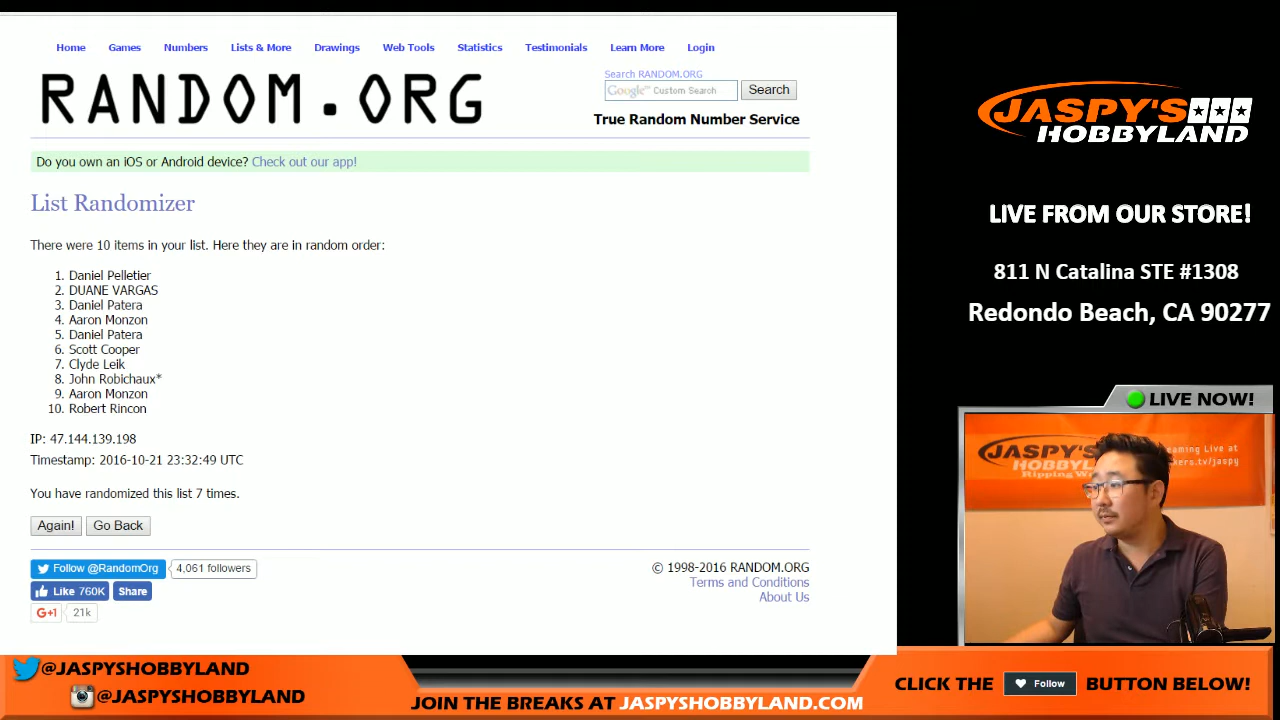 Home Games Numbers Lists & More Drawings Web Tools Statistics Testimonials Learn More Login
RANDOM.ORG
Search RANDOM.ORG
Google™ Custom Search Search
True Random Number Service
Do you own an iOS or Android device? Check out our app!
List Randomizer
There were 10 items in your list. Here they are in random order:
1. Daniel Pelletier
2. DUANE VARGAS
3. Daniel Patera
4. Aaron Monzon
5. Daniel Patera
6. Scott Cooper
7. Clyde Leik
8. John Robichaux*
9. Aaron Monzon
10. Robert Rincon
IP: 47.144.139.198
Timestamp: 2016-10-21 23:32:49 UTC
You have randomized this list 7 times.
Again! Go Back
Follow @RandomOrg 4,061 followers
Like 760K Share
G+1 21k
© 1998-2016 RANDOM.ORG
Terms and Conditions
About Us
JASPY'S
HOBBYLAND
LIVE FROM OUR STORE!
811 N Catalina STE #1308
Redondo Beach, CA 90277
LIVE NOW!
JASPY'S
HOBBYLAND
Ripping
eaming Live at
kers.tv/jaspy
@JASPYSHOBBYLAND
@JASPYSHOBBYLAND
JOIN THE BREAKS AT JASPYSHOBBYLAND.COM
CLICK THE Follow BUTTON BELOW!